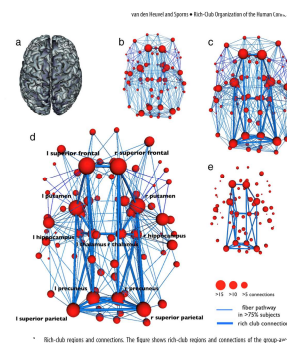 van den Heuvel and Sporns • Rich-Club Organization of the Human
a
b
c
d
l superior frontal
r superior frontal
l putamen
r putamen
l hippocampus
r hippocampus
l thalamus
r thalamus
l precuneus
r precuneus
l superior parietal
r superior parietal
e
>15 >10 >5 connections
fiber pathway
in >75% subjects
rich club connection
Rich-club regions and connections. The figure shows rich-club regions and connections of the